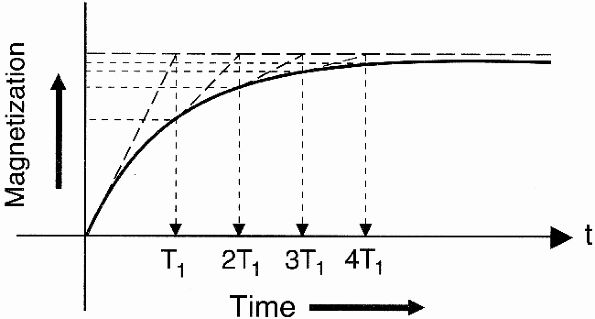 Magnetization
t
T₁ 2T₁ 3T₁ 4T₁
Time